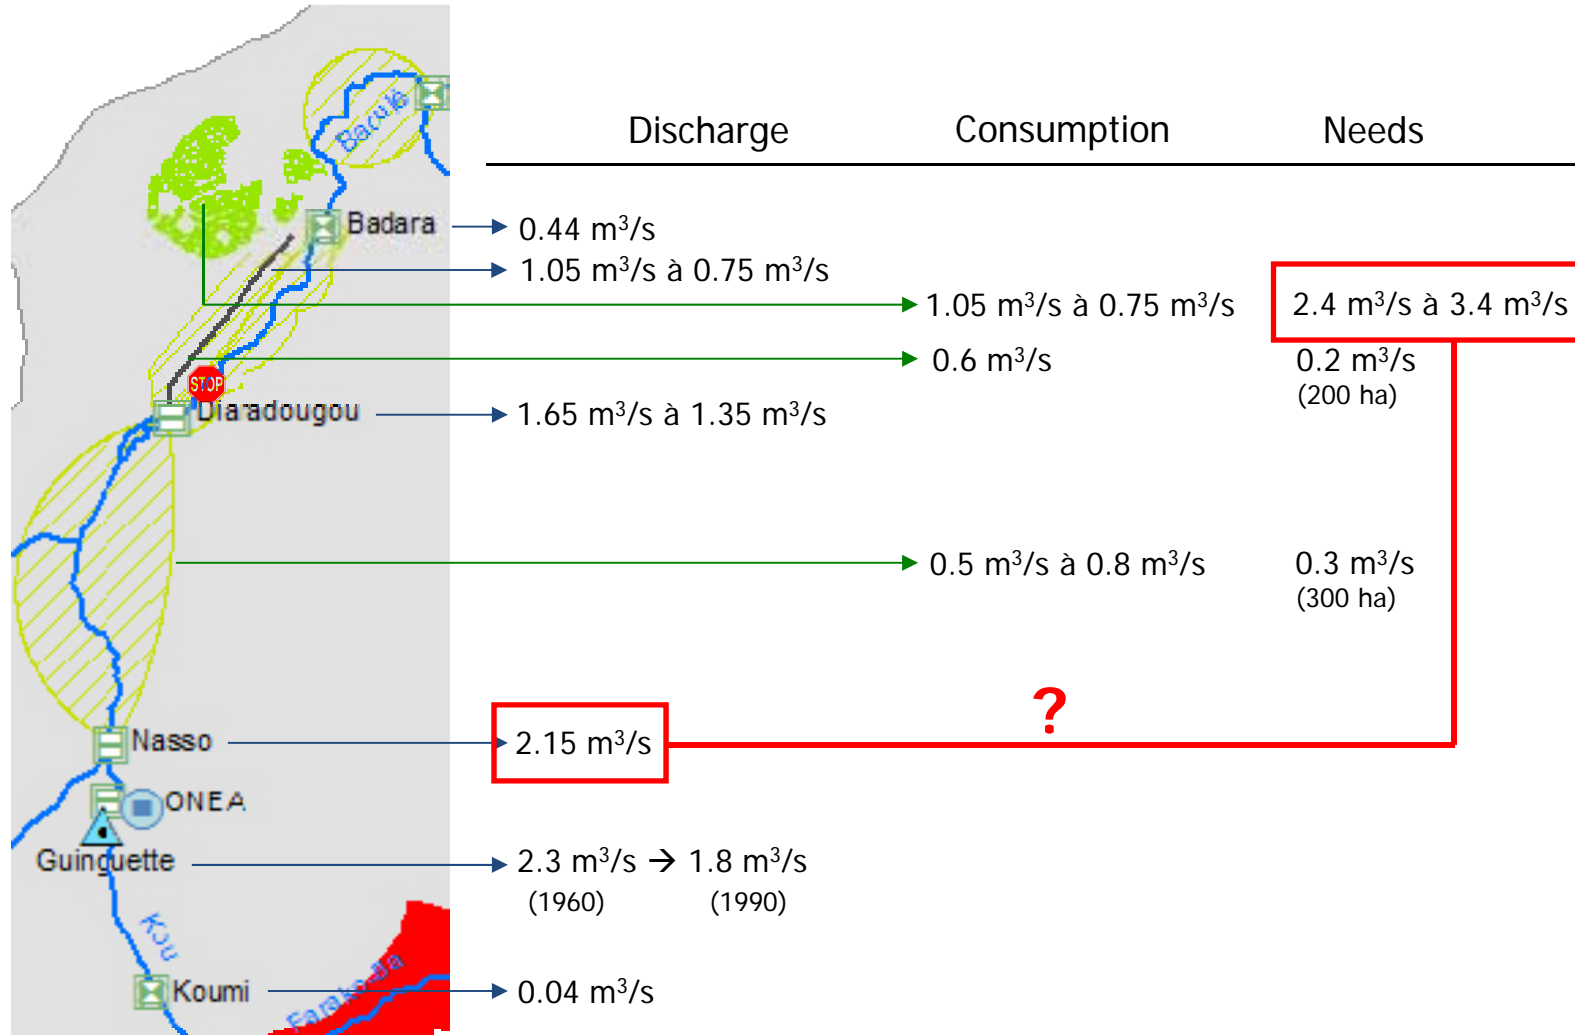 Discharge Consumption Needs
Bacule
Badara
0.44 m³/s
1.05 m³/s à 0.75 m³/s
1.05 m³/s à 0.75 m³/s
2.4 m³/s à 3.4 m³/s
0.6 m³/s
0.2 m³/s
(200 ha)
STOP
Diaradougou
1.65 m³/s à 1.35 m³/s
0.5 m³/s à 0.8 m³/s
0.3 m³/s
(300 ha)
?
Nasso
2.15 m³/s
ONEA
Guinguette
2.3 m³/s → 1.8 m³/s
(1960) (1990)
Kou
Farako-Ba
Koumi
0.04 m³/s